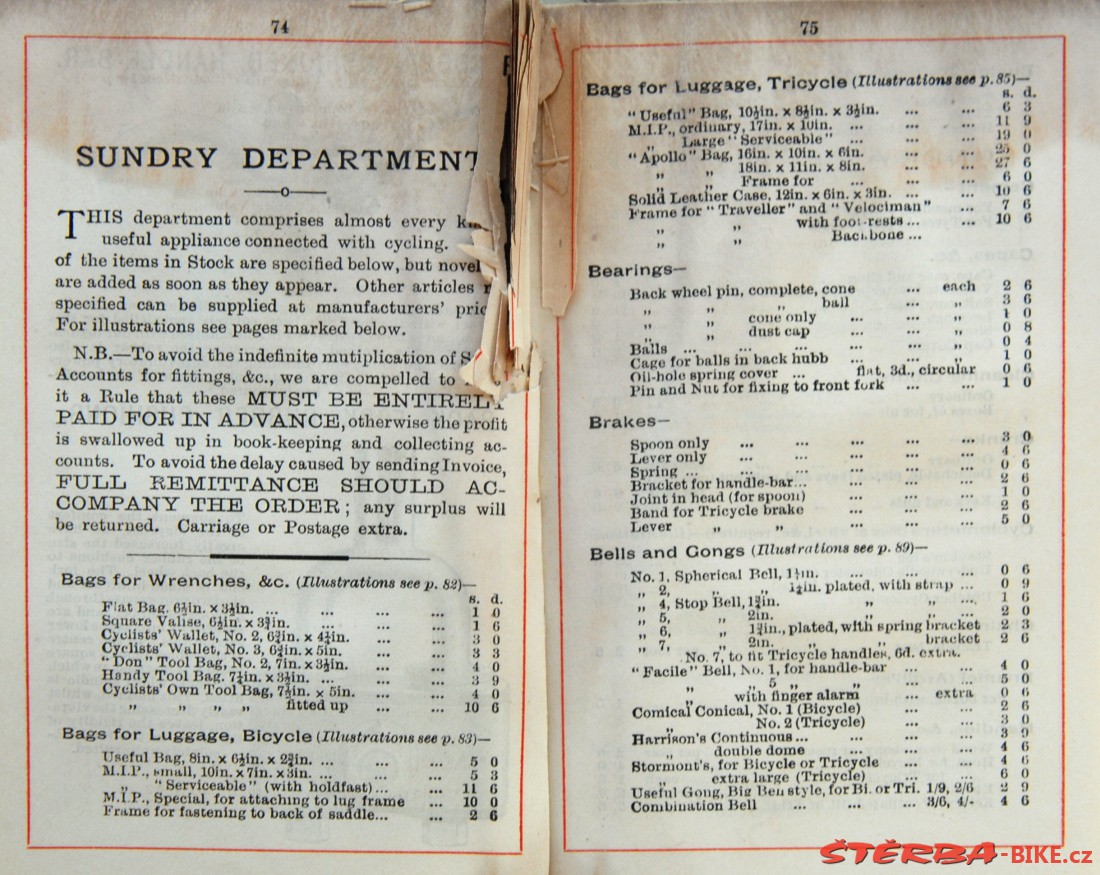 74
SUNDRY DEPARTMENT
THIS department comprises almost every
useful appliance connected with cycling.
of the items in Stock are specified below, but novel
are added as soon as they appear. Other articles
specified can be supplied at manufacturers' pric
For illustrations see pages marked below.
N.B.—To avoid the indefinite mutiplication of S
Accounts for fittings, &c., we are compelled to
it a Rule that these MUST BE ENTIRELY
PAID FOR IN ADVANCE, otherwise the profit
is swallowed up in book-keeping and collecting ac-
counts. To avoid the delay caused by sending Invoice,
FULL REMITTANCE SHOULD AC-
COMPANY THE ORDER; any surplus will
be returned. Carriage or Postage extra.
Bags for Wrenches, &c. (Illustrations see p. 82)—
s. d.
Flat Bag, 6½in. × 3½in. ... ... ... ... 1 0
Square Valise, 6½in. × 3¾in. ... ... ... 1 6
Cyclists' Wallet, No. 2, 6¾in. × 4½in. ... ... 3 0
Cyclists' Wallet, No. 3, 6¾in. × 5in. ... ... 3 3
"Don" Tool Bag, No. 2, 7in. × 3½in. ... ... 4 0
Handy Tool Bag, 7½in. × 3½in. ... ... ... 3 9
Cyclists' Own Tool Bag, 7½in. × 5in. ... ... 4 0
„ „ „ „ fitted up ... ... 10 6
Bags for Luggage, Bicycle (Illustrations see p. 83)—
Useful Bag, 8in. × 6½in. × 2¾in. ... ... ... 5 0
M.I.P., small, 10in. × 7in. × 3in. ... ... ... 5 3
„ "Serviceable" (with holdfast)... ... 11 6
M.I.P., Special, for attaching to lug frame ... 10 0
Frame for fastening to back of saddle... ... 2 6
75
Bags for Luggage, Tricycle (Illustrations see p. 85)—
s. d.
"Useful" Bag, 10½in. × 8½in. × 3½in. ... ... 6 3
M.I.P., ordinary, 17in. × 10in. ... ... ... 11 9
„ Large "Serviceable" ... ... ... 19 0
"Apollo" Bag, 16in. × 10in. × 6in. ... ... 25 0
„ „ 18in. × 11in. × 8in. ... ... 27 6
„ „ Frame for ... ... ... 6 0
Solid Leather Case, 12in. × 6in. × 3in. ... ... 10 6
Frame for "Traveller" and "Velociman" ... 7 6
„ „ with foot-rests ... ... 10 6
„ „ Backbone ...
Bearings—
Back wheel pin, complete, cone ... each 2 6
„ „ „ ball ... „ 3 6
„ „ cone only ... ... „ 1 0
„ „ dust cap ... ... „ 0 8
Balls ... ... ... ... ... „ 0 4
Cage for balls in back hubb ... ... „ 1 0
Oil-hole spring cover ... flat, 3d., circular 0 6
Pin and Nut for fixing to front fork ... ... 1 0
Brakes—
Spoon only ... ... ... ... ... 3 0
Lever only ... ... ... ... ... 4 6
Spring ... ... ... ... ... ... 0 6
Bracket for handle-bar... ... ... ... 2 6
Joint in head (for spoon) ... ... ... 1 0
Band for Tricycle brake ... ... ... 2 6
Lever „ „ ... ... ... 5 0
Bells and Gongs (Illustrations see p. 89)—
No. 1, Spherical Bell, 1½in. ... ... ... 0 6
„ 2, „ „ 1¾in. plated, with strap ... 0 9
„ 4, Stop Bell, 1¾in. „ „ ... 1 6
„ 5, „ 2in. „ „ ... 2 0
„ 6, „ 1¾in., plated, with spring bracket 2 3
„ 7, „ 2in. „ „ bracket 2 6
No. 7, to fit Tricycle handles, 6d. extra.
"Facile" Bell, No. 1, for handle-bar ... ... 4 0
„ „ 5 „ ... ... 5 0
„ with finger alarm ... extra 0 6
Comical Conical, No. 1 (Bicycle) ... ... 2 6
„ No. 2 (Tricycle) ... ... 3 0
Harrison's Continuous ... ... ... ... 3 9
„ double dome ... ... ... 4 6
Stormont's, for Bicycle or Tricycle ... ... 4 6
„ extra large (Tricycle) ... ... 6 0
Useful Gong, Big Ben style, for Bi. or Tri. 1/9, 2/6 2 9
Combination Bell ... ... ... 3/6, 4/- 4 6
ŠTĚRBA-BIKE.cz